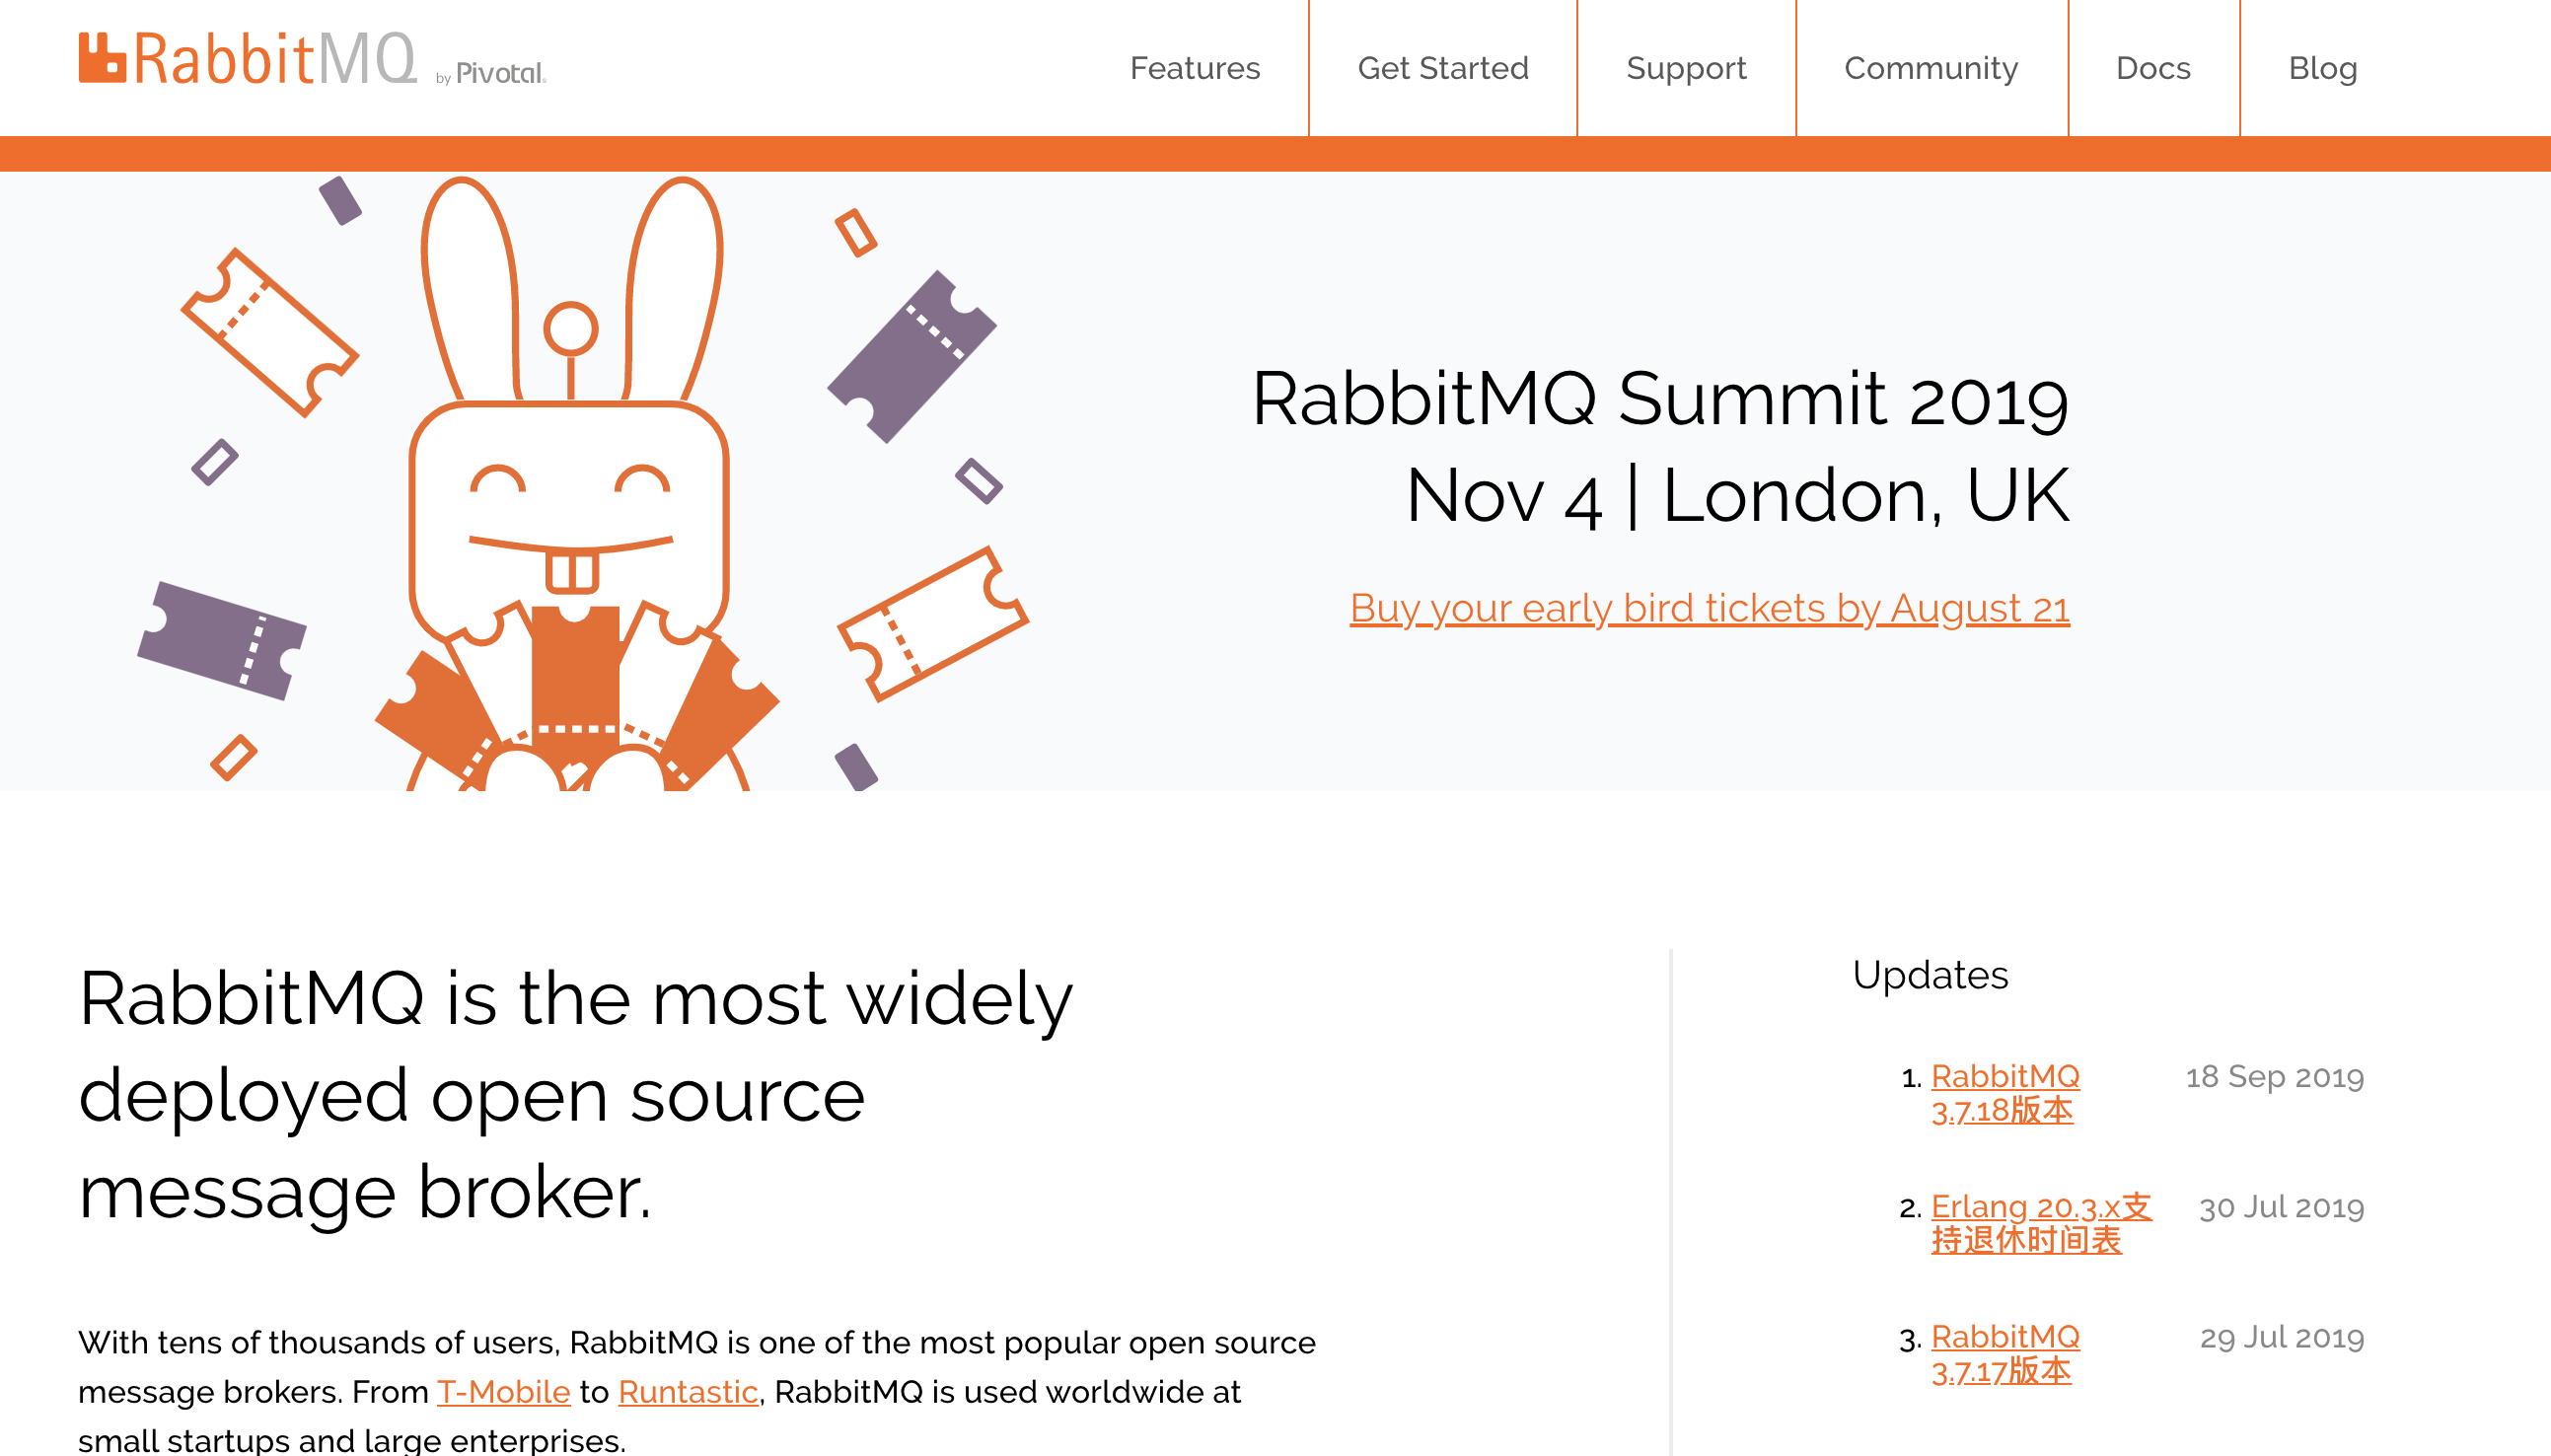 RabbitMQ by Pivotal
Features
Get Started
Support
Community
Docs
Blog
RabbitMQ Summit 2019
Nov 4 | London, UK
Buy your early bird tickets by August 21
RabbitMQ is the most widely
deployed open source
message broker.
With tens of thousands of users, RabbitMQ is one of the most popular open source
message brokers. From T-Mobile to Runtastic, RabbitMQ is used worldwide at
small startups and large enterprises.
Updates
1. RabbitMQ 18 Sep 2019
3.7.18版本
2. Erlang 20.3.x支 30 Jul 2019
持退休时间表
3. RabbitMQ 29 Jul 2019
3.7.17版本